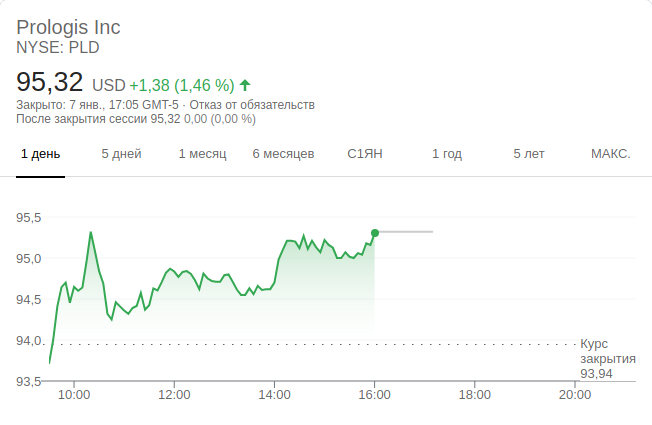 Prologis Inc
NYSE: PLD
95,32 USD +1,38 (1,46 %)
Закрыто: 7 янв., 17:05 GMT-5 · Отказ от обязательств
После закрытия сессии 95,32 0,00 (0,00 %)
1 день 5 дней 1 месяц 6 месяцев С1ЯН 1 год 5 лет МАКС.
95,5
95,0
94,5
94,0
Курс
закрытия
93,94
93,5
10:00 12:00 14:00 16:00 18:00 20:00